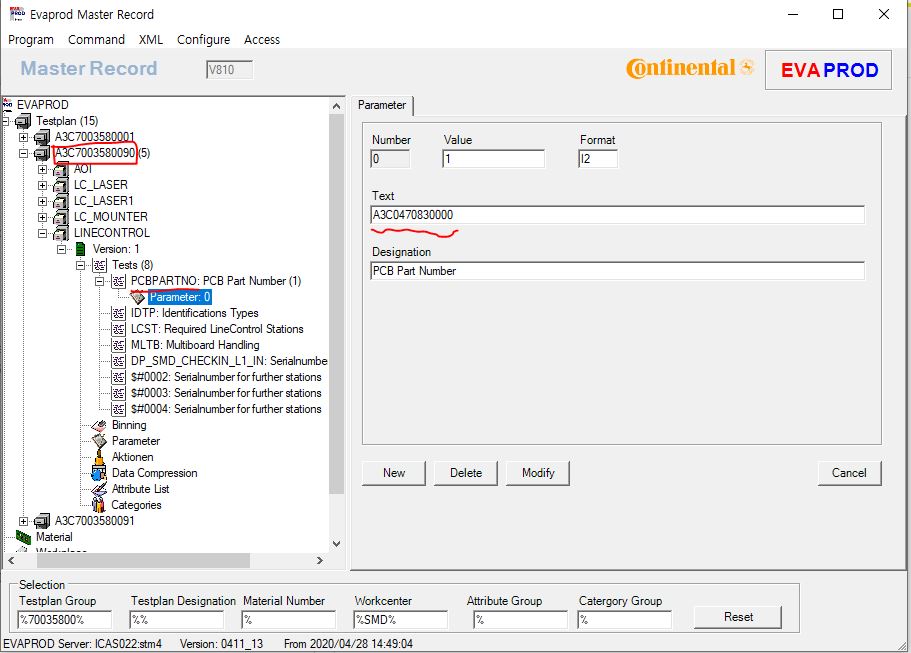 Evaprod Master Record
Program Command XML Configure Access
Master Record V810
Continental
EVAPROD
EVAPROD
Testplan (15)
A3C7003580001
A3C7003580090 (5)
AOI
LC_LASER
LC_LASER1
LC_MOUNTER
LINECONTROL
Version: 1
Tests (8)
PCBPARTNO: PCB Part Number (1)
Parameter: 0
IDTP: Identifications Types
LCST: Required LineControl Stations
MLTB: Multiboard Handling
DP_SMD_CHECKIN_L1_IN: Serialnumbe
$#0002: Serialnumber for further stations
$#0003: Serialnumber for further stations
$#0004: Serialnumber for further stations
Binning
Parameter
Aktionen
Data Compression
Attribute List
Categories
A3C7003580091
Material
Parameter
Number Value Format
0 1 I2
Text
A3C0470830000
Designation
PCB Part Number
New Delete Modify Cancel
Selection
Testplan Group Testplan Designation Material Number Workcenter Attribute Group Catergory Group
%70035800% %% % %SMD% % % Reset
EVAPROD Server: ICAS022:stm4 Version: 0411_13 From 2020/04/28 14:49:04